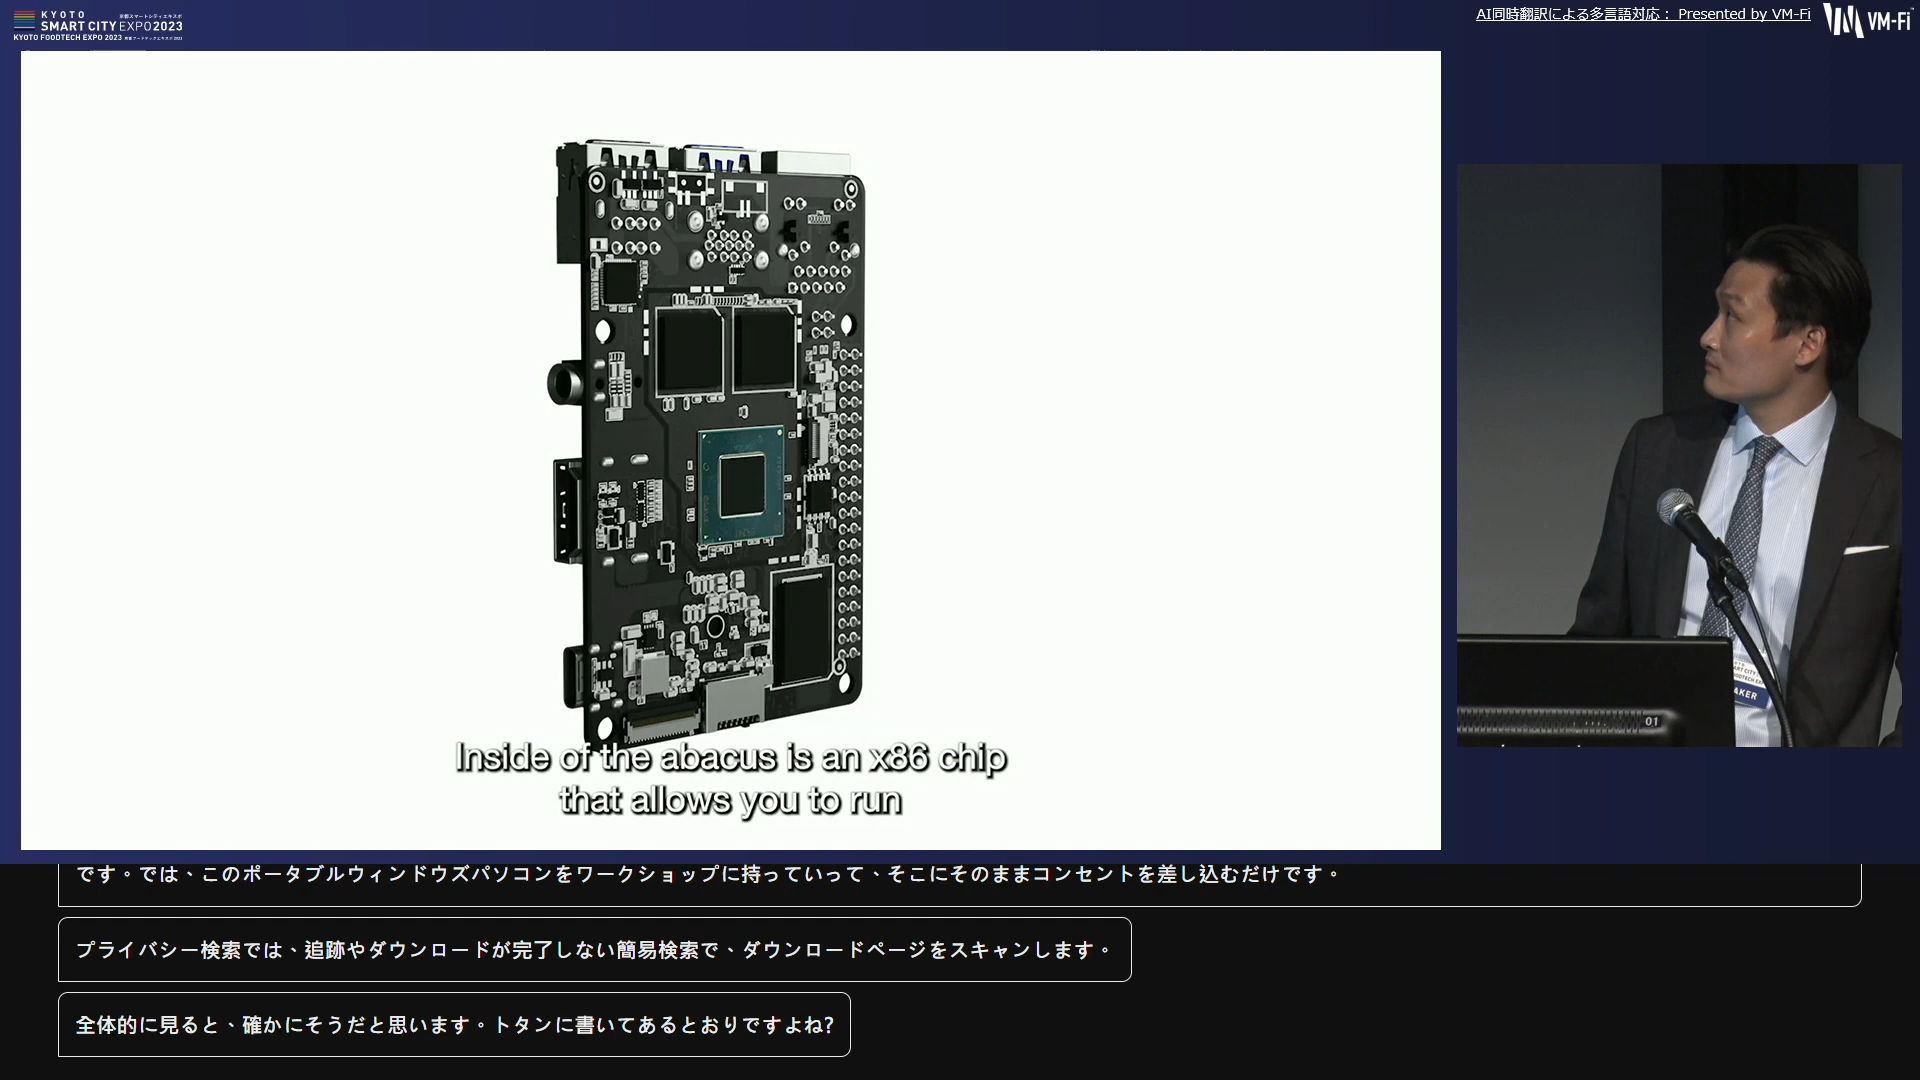 KYOTO
SMART CITY 京都スマートシティエキスポ
EXPO2023
KYOTO FOODTECH EXPO 2023 京都フードテックエキスポ 2023
AI同時翻訳による多言語対応： Presented by VM-Fi
VM-Fi
Inside of the abacus is an x86 chip
that allows you to run
01
です。では、このポータブルウィンドウズパソコンをワークショップに持っていって、そこにそのままコンセントを差し込むだけです。
プライバシー検索では、追跡やダウンロードが完了しない簡易検索で、ダウンロードページをスキャンします。
全体的に見ると、確かにそうだと思います。トタンに書いてあるとおりですよね?